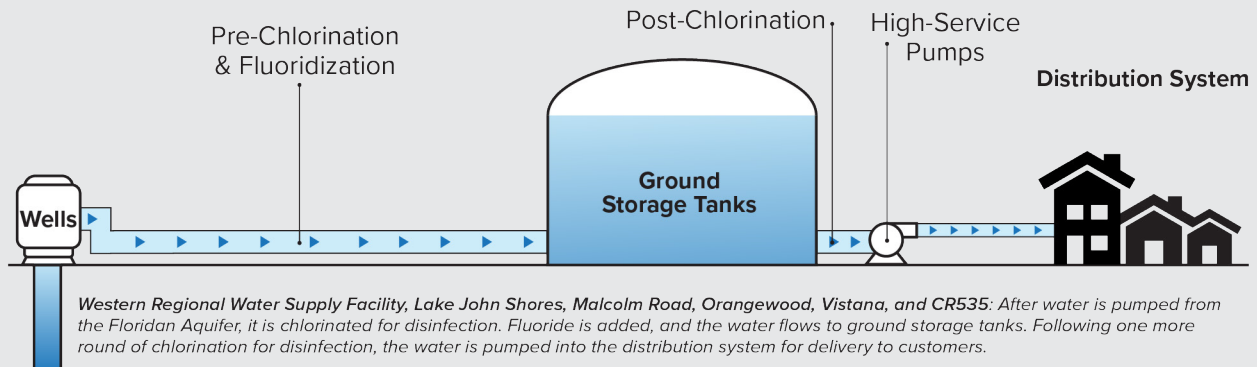 Pre-Chlorination
& Fluoridization
Post-Chlorination
High-Service
Pumps
Distribution System
Wells
Ground
Storage Tanks
Western Regional Water Supply Facility, Lake John Shores, Malcolm Road, Orangewood, Vistana, and CR535: After water is pumped from
the Floridan Aquifer, it is chlorinated for disinfection. Fluoride is added, and the water flows to ground storage tanks. Following one more
round of chlorination for disinfection, the water is pumped into the distribution system for delivery to customers.